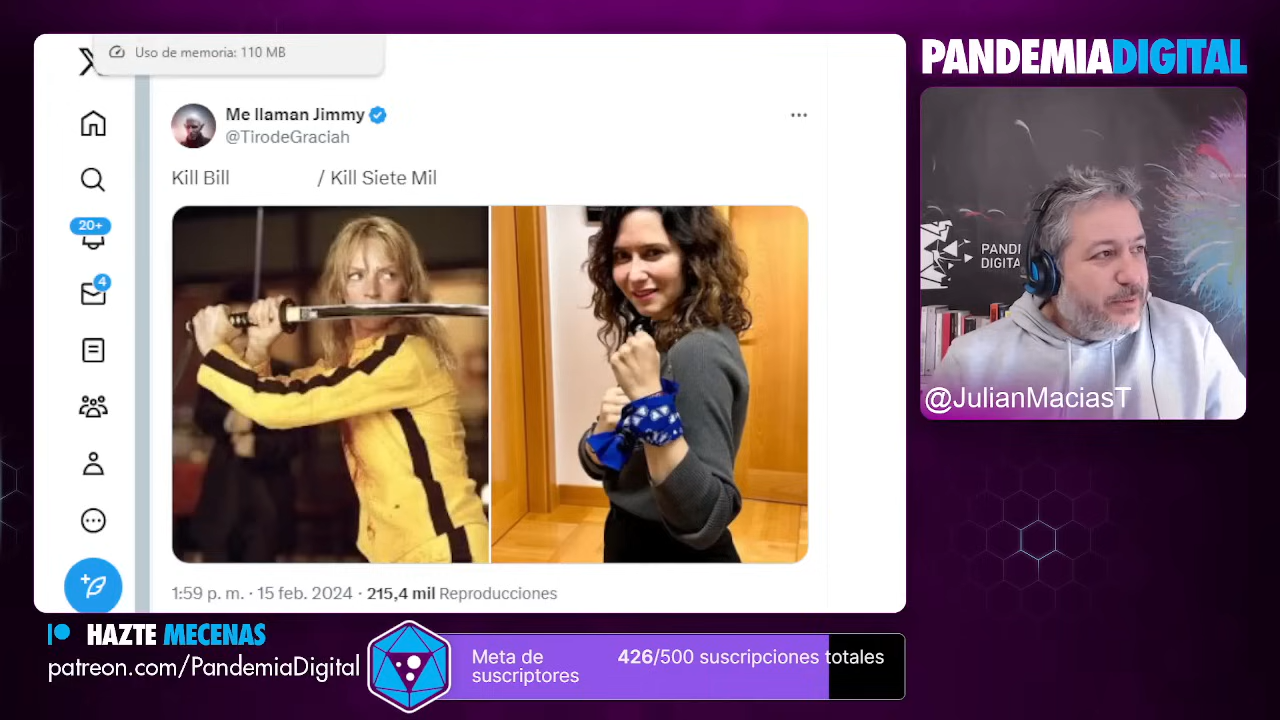 Uso de memoria: 110 MB
Me llaman Jimmy
@TirodeGraciah
Kill Bill / Kill Siete Mil
20+
4
1:59 p. m. · 15 feb. 2024 · 215,4 mil Reproducciones
PANDEMIADIGITAL
PANDI
DIGITA
@JulianMaciasT
HAZTE MECENAS
patreon.com/PandemiaDigital
Meta de
suscriptores
426/500 suscripciones totales